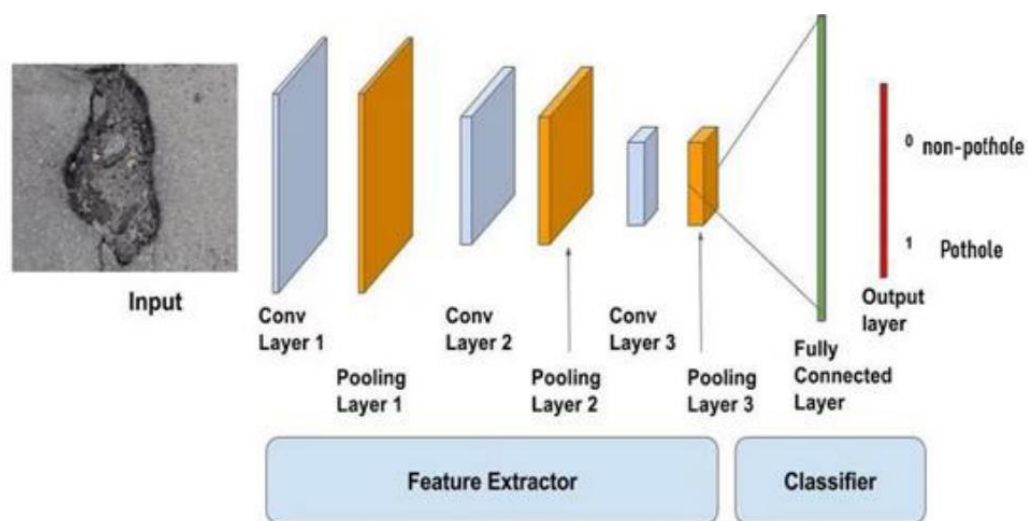 0 non-pothole
1 Pothole
Input
Conv
Layer 1
Pooling
Layer 1
Conv
Layer 2
Pooling
Layer 2
Conv
Layer 3
Pooling
Layer 3
Fully
Connected
Layer
Output
layer
Feature Extractor
Classifier